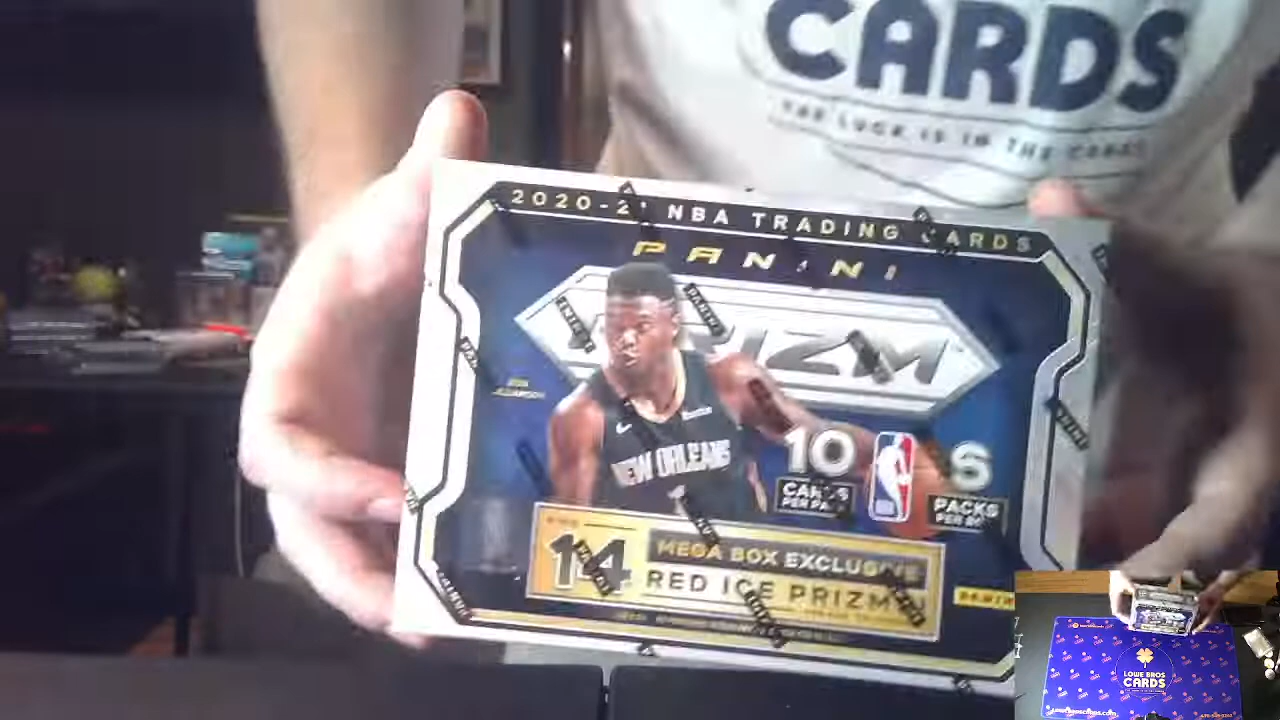 CARDS
THE LUCK IS IN THE CARDS
2020-21 NBA TRADING CARDS
PANINI
PRIZM
NEW ORLEANS
10
CARDS
PER PACK
6
PACKS
PER BOX
14
MEGA BOX EXCLUSIVE
RED ICE PRIZMS
PANINI
LOWE BROS
CARDS